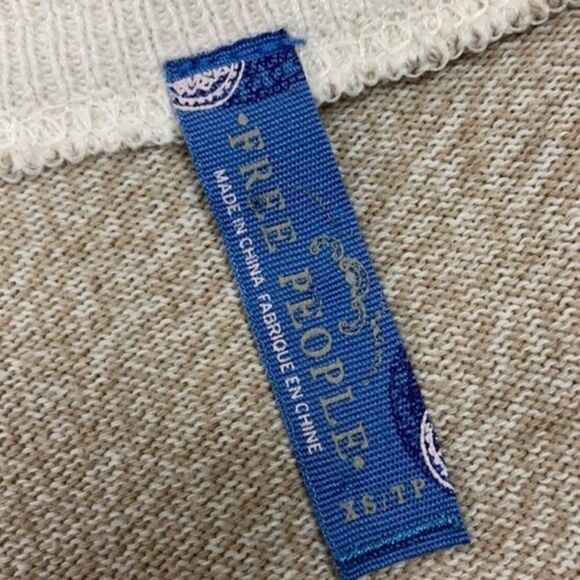 ·FREE PEOPLE·
MADE IN CHINA FABRIQUE EN CHINE
XS/TP